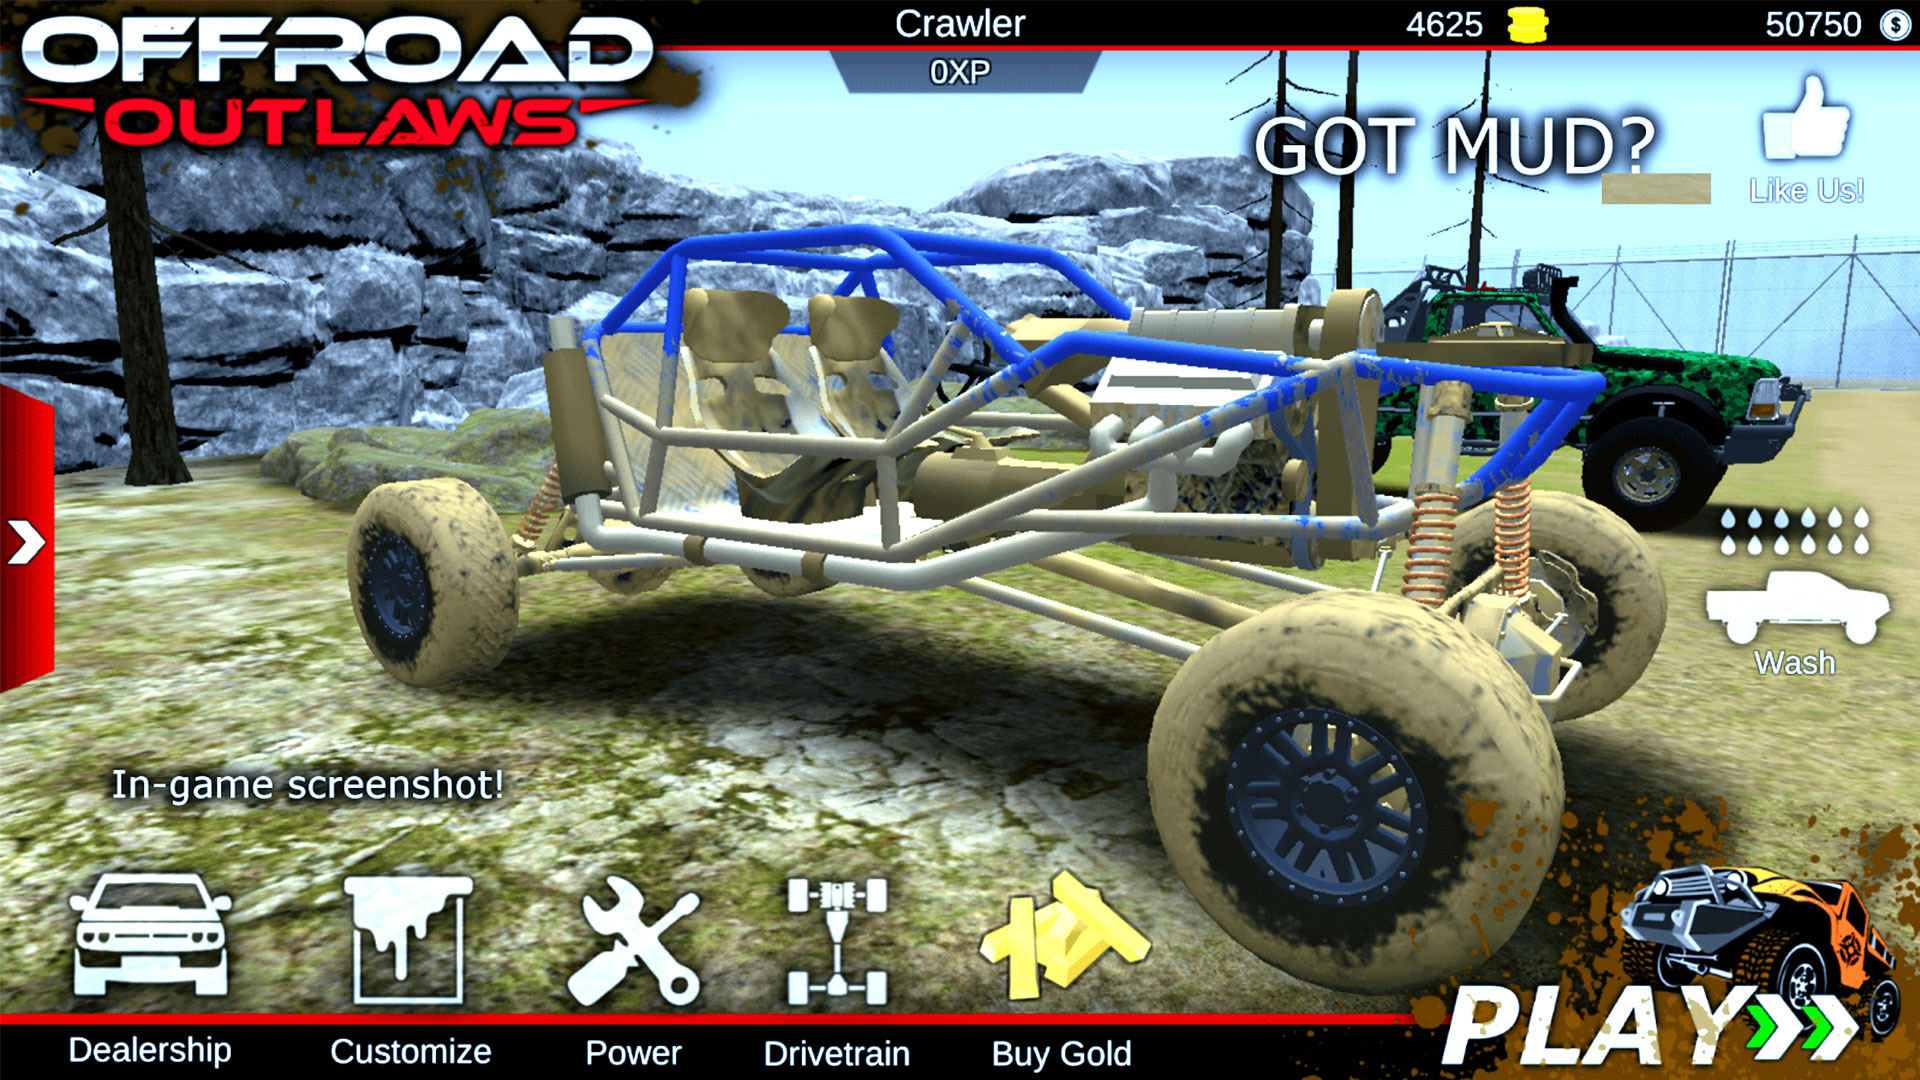 OFFROAD
OUTLAWS
Crawler
4625
50750
$
0XP
GOT MUD?
Like Us!
Wash
In-game screenshot!
Dealership
Customize
Power
Drivetrain
Buy Gold
PLAY